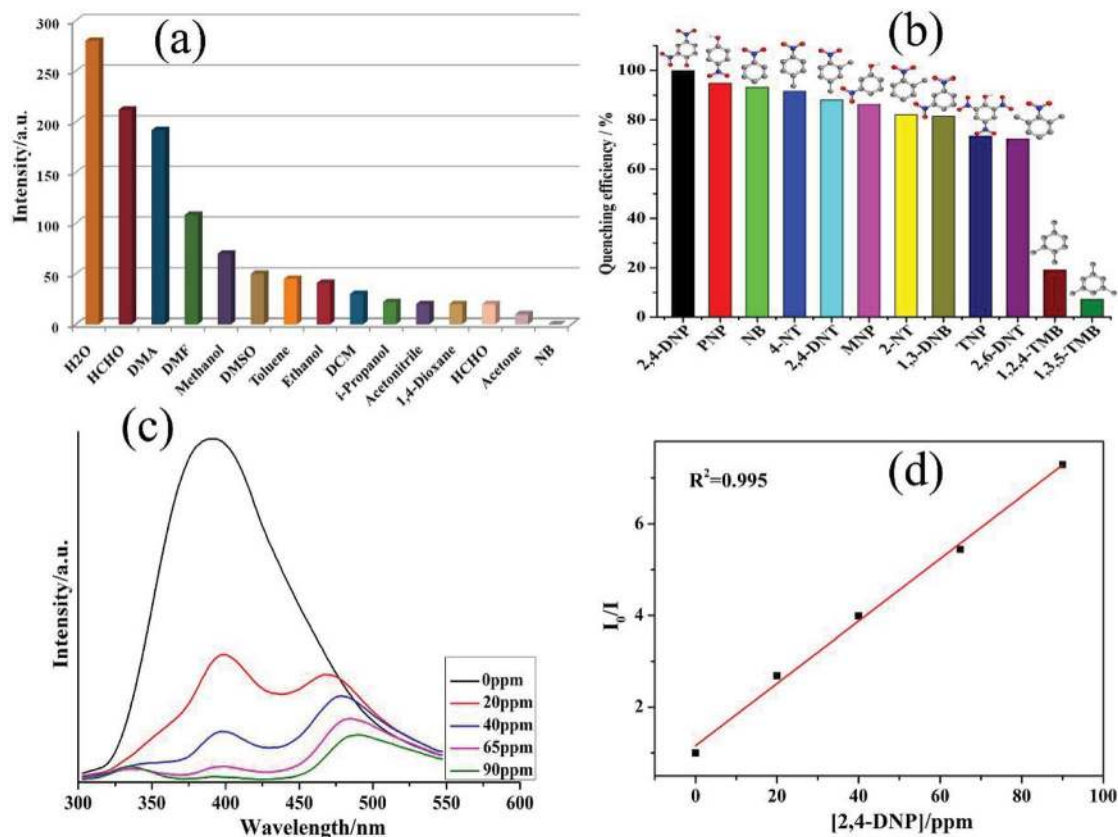 (a)
Intensity/a.u.
300
250
200
150
100
50
0
H2O
HCHO
DMA
DMF
Methanol
DMSO
Toluene
Ethanol
DCM
i-Propanol
Acetonitrile
1,4-Dioxane
HCHO
Acetone
NB
(b)
Quenching efficiency / %
100
80
60
40
20
0
2,4-DNP
PNP
NB
4-NT
2,4-DNT
MNP
2-NT
1,3-DNB
TNP
2,6-DNT
1,2,4-TMB
1,3,5-TMB
(c)
Intensity/a.u.
0ppm
20ppm
40ppm
65ppm
90ppm
300 350 400 450 500 550 600
Wavelength/nm
(d)
R²=0.995
I₀/I
6
4
2
0 20 40 60 80 100
[2,4-DNP]/ppm